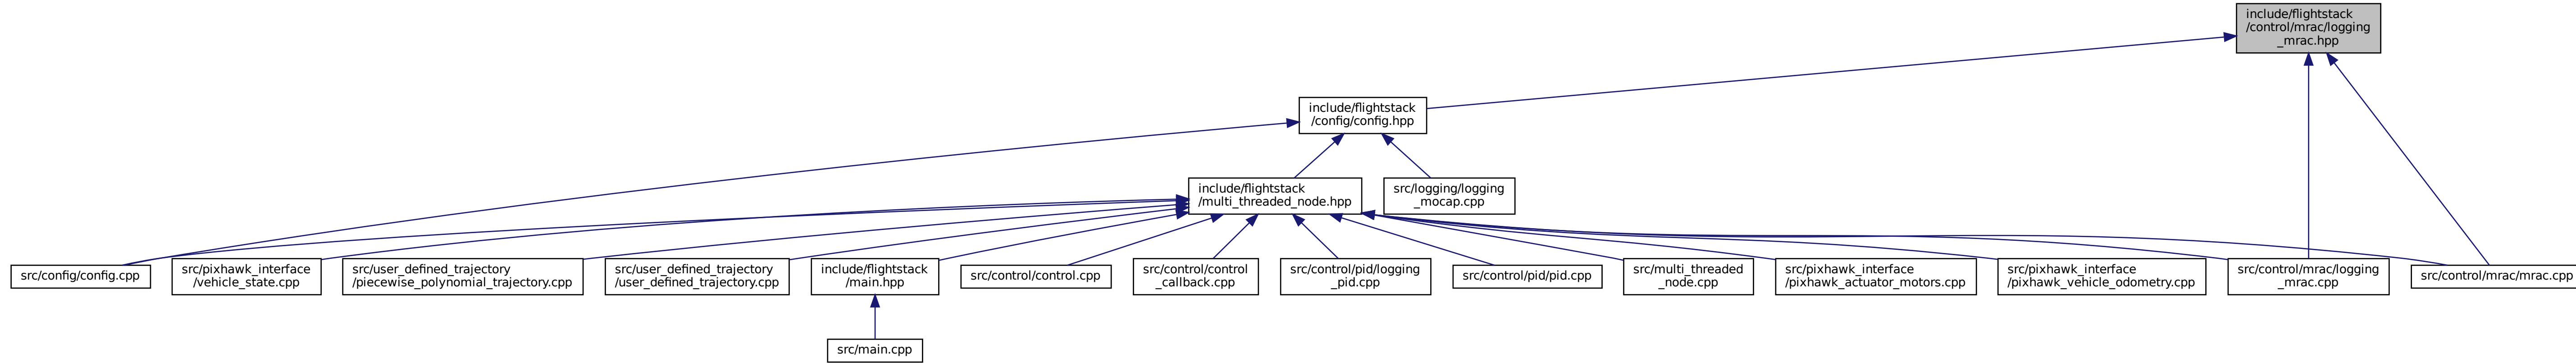 include/flightstack
/control/mrac/logging
_mrac.hpp
include/flightstack
/config/config.hpp
include/flightstack
/multi_threaded_node.hpp
src/logging/logging
_mocap.cpp
src/config/config.cpp
src/pixhawk_interface
/vehicle_state.cpp
src/user_defined_trajectory
/piecewise_polynomial_trajectory.cpp
src/user_defined_trajectory
/user_defined_trajectory.cpp
include/flightstack
/main.hpp
src/control/control.cpp
src/control/control
_callback.cpp
src/control/pid/logging
_pid.cpp
src/control/pid/pid.cpp
src/multi_threaded
_node.cpp
src/pixhawk_interface
/pixhawk_actuator_motors.cpp
src/pixhawk_interface
/pixhawk_vehicle_odometry.cpp
src/control/mrac/logging
_mrac.cpp
src/control/mrac/mrac.cpp
src/main.cpp